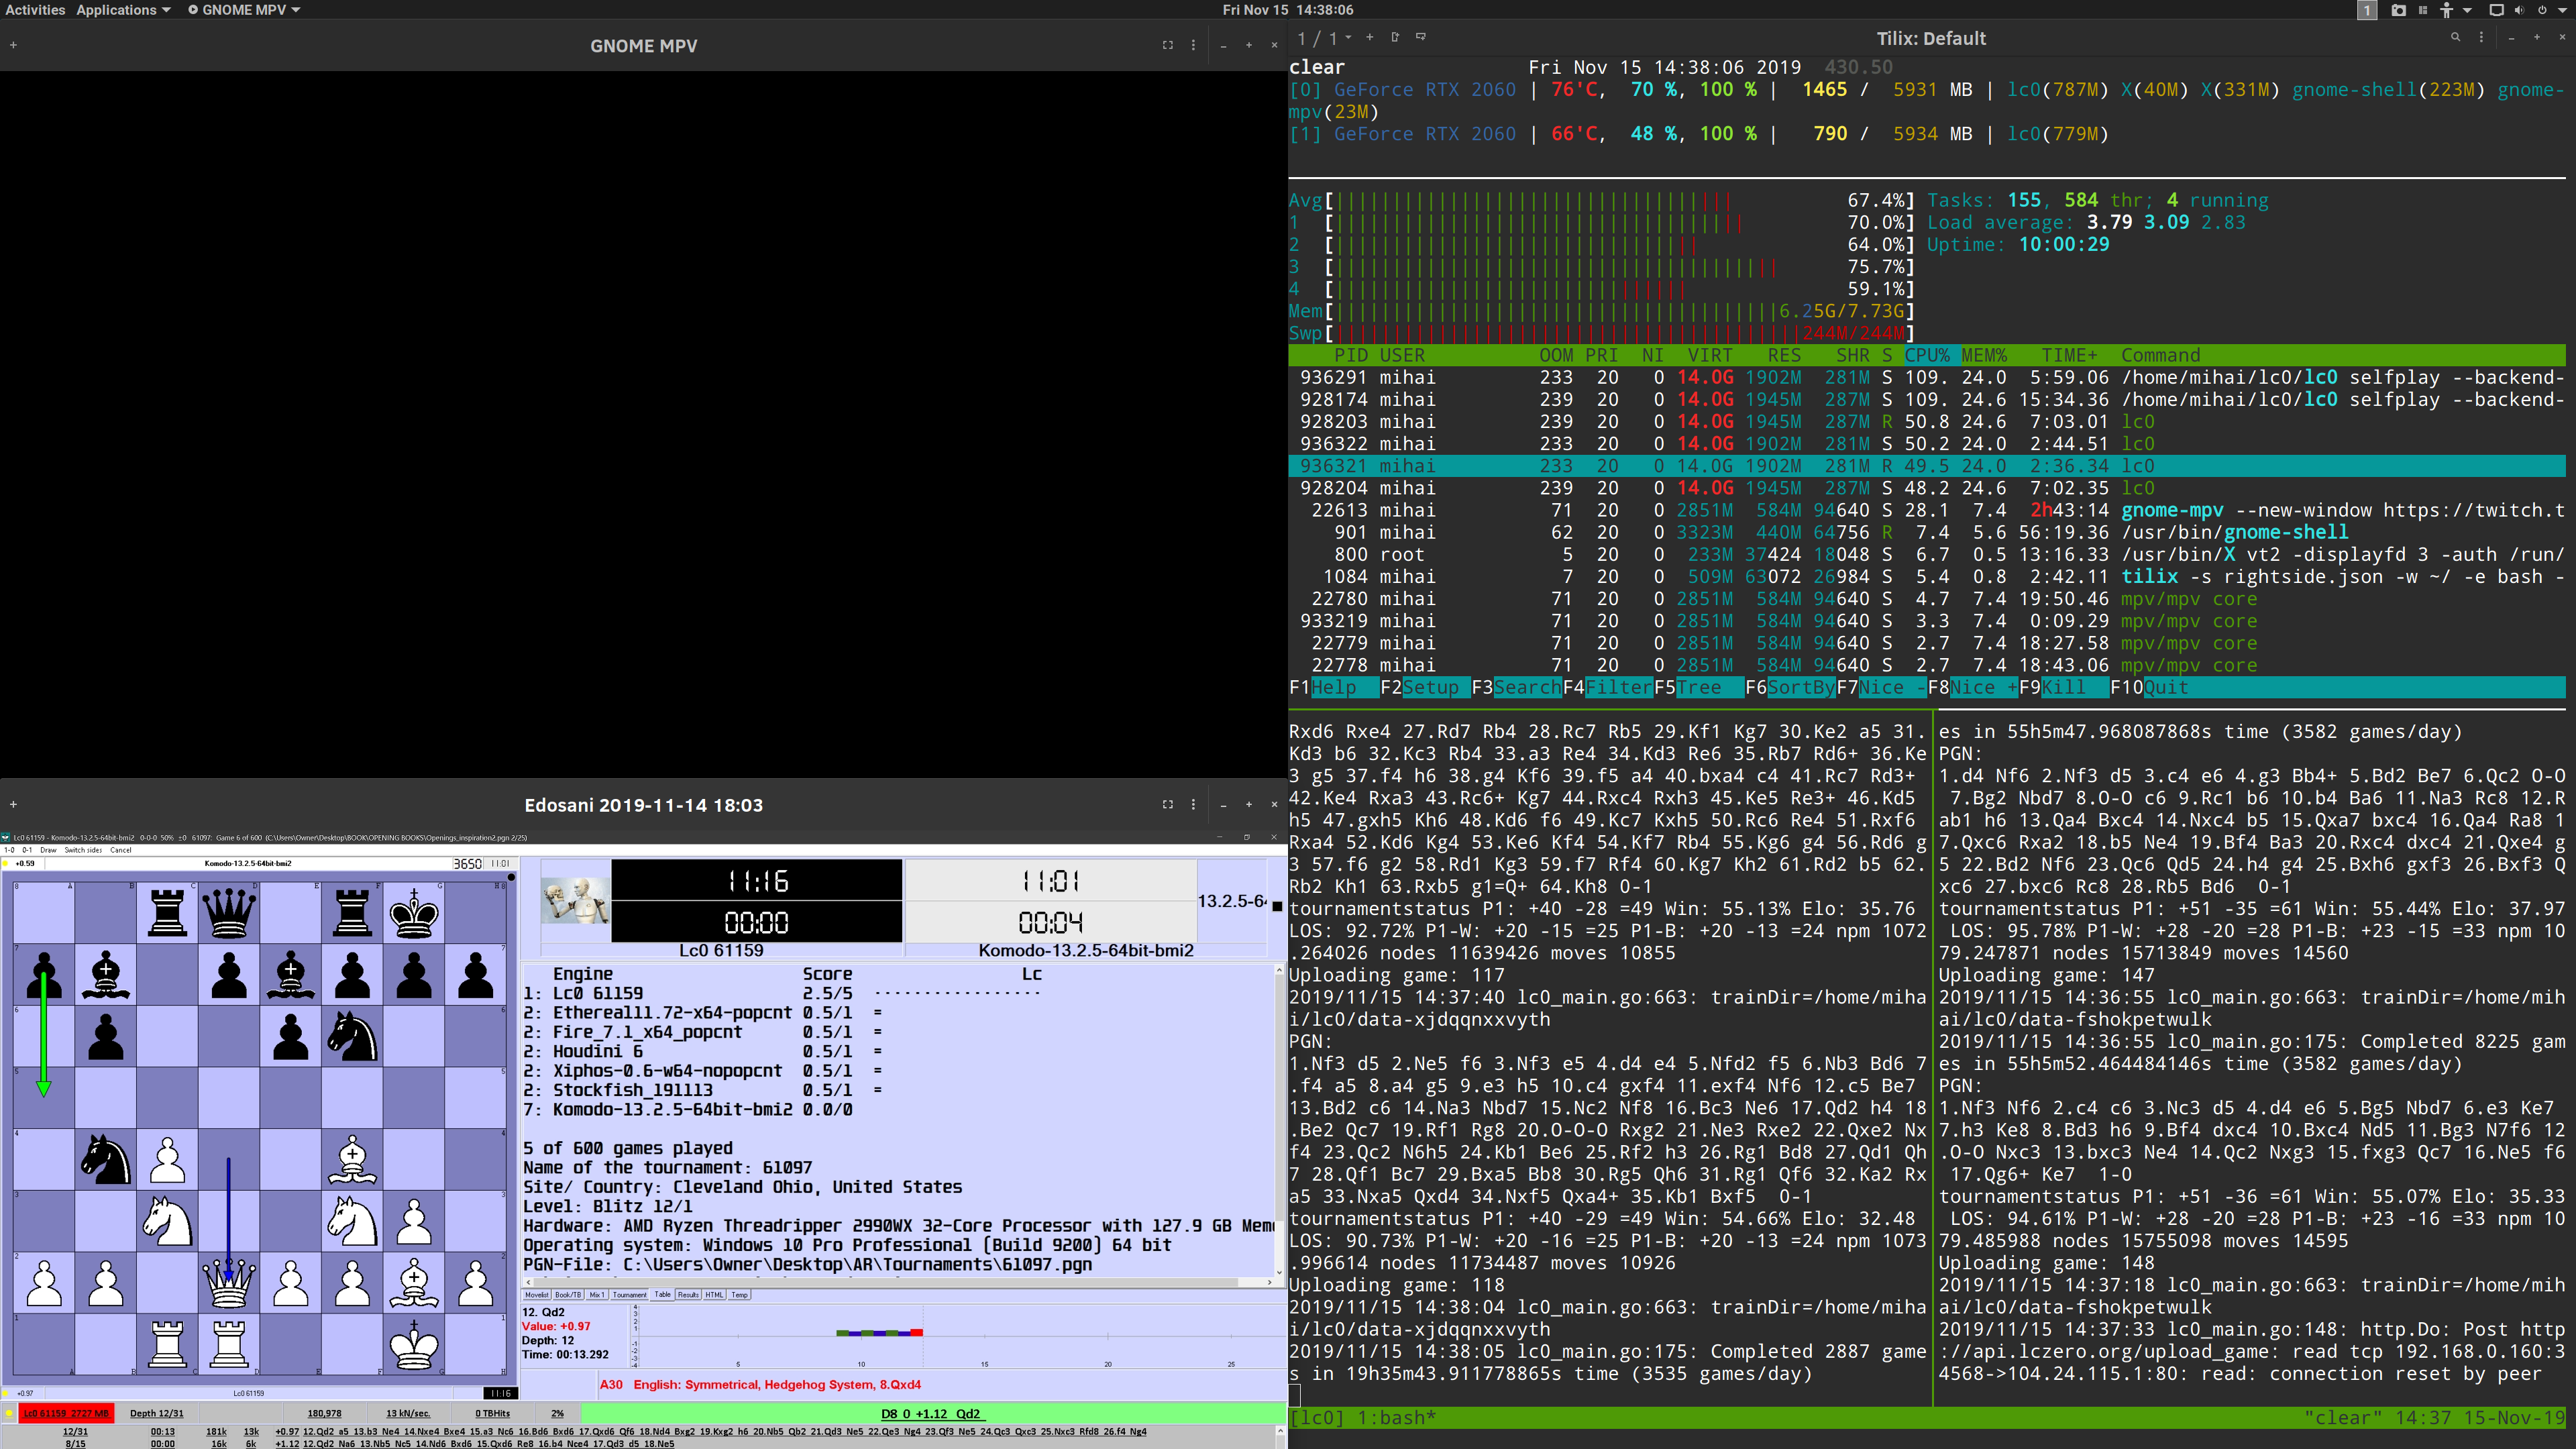 Activities Applications GNOME MPV Fri Nov 15 14:38:06 1
GNOME MPV
1 / 1 Tilix: Default
clear Fri Nov 15 14:38:06 2019 430.50
[0] GeForce RTX 2060 | 76'C, 70 %, 100 % | 1465 / 5931 MB | lc0(787M) X(40M) X(331M) gnome-shell(223M) gnome-
mpv(23M)
[1] GeForce RTX 2060 | 66'C, 48 %, 100 % | 790 / 5934 MB | lc0(779M)
Avg[ 67.4%] Tasks: 155, 584 thr; 4 running
1 [ 70.0%] Load average: 3.79 3.09 2.83
2 [ 64.0%] Uptime: 10:00:29
3 [ 75.7%]
4 [ 59.1%]
Mem[ 6.25G/7.73G]
Swp[ 244M/244M]
PID USER OOM PRI NI VIRT RES SHR S CPU% MEM% TIME+ Command
936291 mihai 233 20 0 14.0G 1902M 281M S 109. 24.0 5:59.06 /home/mihai/lc0/lc0 selfplay --backend-
928174 mihai 239 20 0 14.0G 1945M 287M S 109. 24.6 15:34.36 /home/mihai/lc0/lc0 selfplay --backend-
928203 mihai 239 20 0 14.0G 1945M 287M R 50.8 24.6 7:03.01 lc0
936322 mihai 233 20 0 14.0G 1902M 281M S 50.2 24.0 2:44.51 lc0
936321 mihai 233 20 0 14.0G 1902M 281M R 49.5 24.0 2:36.34 lc0
928204 mihai 239 20 0 14.0G 1945M 287M S 48.2 24.6 7:02.35 lc0
22613 mihai 71 20 0 2851M 584M 94640 S 28.1 7.4 2h43:14 gnome-mpv --new-window https://twitch.t
901 mihai 62 20 0 3323M 440M 64756 R 7.4 5.6 56:19.36 /usr/bin/gnome-shell
800 root 5 20 0 233M 37424 18048 S 6.7 0.5 13:16.33 /usr/bin/X vt2 -displayfd 3 -auth /run/
1084 mihai 7 20 0 509M 63072 26984 S 5.4 0.8 2:42.11 tilix -s rightside.json -w ~/ -e bash -
22780 mihai 71 20 0 2851M 584M 94640 S 4.7 7.4 19:50.46 mpv/mpv core
933219 mihai 71 20 0 2851M 584M 94640 S 3.3 7.4 0:09.29 mpv/mpv core
22779 mihai 71 20 0 2851M 584M 94640 S 2.7 7.4 18:27.58 mpv/mpv core
22778 mihai 71 20 0 2851M 584M 94640 S 2.7 7.4 18:43.06 mpv/mpv core
F1Help F2Setup F3SearchF4FilterF5Tree F6SortByF7Nice -F8Nice +F9Kill F10Quit
Rxd6 Rxe4 27.Rd7 Rb4 28.Rc7 Rb5 29.Kf1 Kg7 30.Ke2 a5 31.
Kd3 b6 32.Kc3 Rb4 33.a3 Re4 34.Kd3 Re6 35.Rb7 Rd6+ 36.Ke
3 g5 37.f4 h6 38.g4 Kf6 39.f5 a4 40.bxa4 c4 41.Rc7 Rd3+
42.Ke4 Rxa3 43.Rc6+ Kg7 44.Rxc4 Rxh3 45.Ke5 Re3+ 46.Kd5
h5 47.gxh5 Kh6 48.Kd6 f6 49.Kc7 Kxh5 50.Rc6 Re4 51.Rxf6
Rxa4 52.Kd6 Kg4 53.Ke6 Kf4 54.Kf7 Rb4 55.Kg6 g4 56.Rd6 g
3 57.f6 g2 58.Rd1 Kg3 59.f7 Rf4 60.Kg7 Kh2 61.Rd2 b5 62.
Rb2 Kh1 63.Rxb5 g1=Q+ 64.Kh8 0-1
tournamentstatus P1: +40 -28 =49 Win: 55.13% Elo: 35.76
LOS: 92.72% P1-W: +20 -15 =25 P1-B: +20 -13 =24 npm 1072
.264026 nodes 11639426 moves 10855
Uploading game: 117
2019/11/15 14:37:40 lc0_main.go:663: trainDir=/home/miha
i/lc0/data-xjdqqnxxvyth
PGN:
1.Nf3 d5 2.Ne5 f6 3.Nf3 e5 4.d4 e4 5.Nfd2 f5 6.Nb3 Bd6 7
.f4 a5 8.a4 g5 9.e3 h5 10.c4 gxf4 11.exf4 Nf6 12.c5 Be7
13.Bd2 c6 14.Na3 Nbd7 15.Nc2 Nf8 16.Bc3 Ne6 17.Qd2 h4 18
.Be2 Qc7 19.Rf1 Rg8 20.O-O-O Rxg2 21.Ne3 Rxe2 22.Qxe2 Nx
f4 23.Qc2 N6h5 24.Kb1 Be6 25.Rf2 h3 26.Rg1 Bd8 27.Qd1 Qh
7 28.Qf1 Bc7 29.Bxa5 Bb8 30.Rg5 Qh6 31.Rg1 Qf6 32.Ka2 Rx
a5 33.Nxa5 Qxd4 34.Nxf5 Qxa4+ 35.Kb1 Bxf5 0-1
tournamentstatus P1: +40 -29 =49 Win: 54.66% Elo: 32.48
LOS: 90.73% P1-W: +20 -16 =25 P1-B: +20 -13 =24 npm 1073
.996614 nodes 11734487 moves 10926
Uploading game: 118
2019/11/15 14:38:04 lc0_main.go:663: trainDir=/home/miha
i/lc0/data-xjdqqnxxvyth
2019/11/15 14:38:05 lc0_main.go:175: Completed 2887 game
s in 19h35m43.911778865s time (3535 games/day)
es in 55h5m47.968087868s time (3582 games/day)
PGN:
1.d4 Nf6 2.Nf3 d5 3.c4 e6 4.g3 Bb4+ 5.Bd2 Be7 6.Qc2 O-O
7.Bg2 Nbd7 8.O-O c6 9.Rc1 b6 10.b4 Ba6 11.Na3 Rc8 12.R
ab1 h6 13.Qa4 Bxc4 14.Nxc4 b5 15.Qxa7 bxc4 16.Qa4 Ra8 1
7.Qxc6 Rxa2 18.b5 Ne4 19.Bf4 Ba3 20.Rxc4 dxc4 21.Qxe4 g
5 22.Bd2 Nf6 23.Qc6 Qd5 24.h4 g4 25.Bxh6 gxf3 26.Bxf3 Q
xc6 27.bxc6 Rc8 28.Rb5 Bd6 0-1
tournamentstatus P1: +51 -35 =61 Win: 55.44% Elo: 37.97
LOS: 95.78% P1-W: +28 -20 =28 P1-B: +23 -15 =33 npm 10
79.247871 nodes 15713849 moves 14560
Uploading game: 147
2019/11/15 14:36:55 lc0_main.go:663: trainDir=/home/mih
ai/lc0/data-fshokpetwulk
2019/11/15 14:36:55 lc0_main.go:175: Completed 8225 gam
es in 55h5m52.464484146s time (3582 games/day)
PGN:
1.Nf3 Nf6 2.c4 c6 3.Nc3 d5 4.d4 e6 5.Bg5 Nbd7 6.e3 Ke7
7.h3 Ke8 8.Bd3 h6 9.Bf4 dxc4 10.Bxc4 Nd5 11.Bg3 N7f6 12
.O-O Nxc3 13.bxc3 Ne4 14.Qc2 Nxg3 15.fxg3 Qc7 16.Ne5 f6
17.Qg6+ Ke7 1-0
tournamentstatus P1: +51 -36 =61 Win: 55.07% Elo: 35.33
LOS: 94.61% P1-W: +28 -20 =28 P1-B: +23 -16 =33 npm 10
79.485988 nodes 15755098 moves 14595
Uploading game: 148
2019/11/15 14:37:18 lc0_main.go:663: trainDir=/home/mih
ai/lc0/data-fshokpetwulk
2019/11/15 14:37:33 lc0_main.go:148: http.Do: Post http
://api.lczero.org/upload_game: read tcp 192.168.0.160:3
4568->104.24.115.1:80: read: connection reset by peer
[lc0] 1:bash* "clear" 14:37 15-Nov-19
Edosani 2019-11-14 18:03
Lc0 61159 - Komodo-13.2.5-64bit-bmi2 0-0-0 50% ±0 61097: Game 6 of 600 (C:\Users\Owner\Desktop\BOOK\OPENING BOOKS\Openings_inspiration2.pgn 2/25)
1-0 0-1 Draw Switch sides Cancel
+0.59 Komodo-13.2.5-64bit-bmi2 3650 11:01
11:16 11:01 13.2.5-64
00:00 00:04
Lc0 61159 Komodo-13.2.5-64bit-bmi2
Engine Score Lc
1: Lc0 61159 2.5/5 ··················
2: Ethereal11.72-x64-popcnt 0.5/1 =
2: Fire_7.1_x64_popcnt 0.5/1 =
2: Houdini 6 0.5/1 =
2: Xiphos-0.6-w64-nopopcnt 0.5/1 =
2: Stockfish_191113 0.5/1 =
7: Komodo-13.2.5-64bit-bmi2 0.0/0
5 of 600 games played
Name of the tournament: 61097
Site/ Country: Cleveland Ohio, United States
Level: Blitz 12/1
Hardware: AMD Ryzen Threadripper 2990WX 32-Core Processor with 127.9 GB Mem
Operating system: Windows 10 Pro Professional (Build 9200) 64 bit
PGN-File: C:\Users\Owner\Desktop\AR\Tournaments\61097.pgn
Movelist Book/TB Mix 1 Tournament Table Results HTML Temp
12. Qd2
Value: +0.97
Depth: 12
Time: 00:13.292
5 10 15 20 25
A30 English: Symmetrical, Hedgehog System, 8.Qxd4
+0.97 Lc0 61159 11:16
Lc0 61159 2727 MB Depth 12/31 180,978 13 kN/sec. 0 TBHits 2% D8 0 +1.12 Qd2
12/31 00:13 181k 13k +0.97 12.Qd2 a5 13.b3 Ne4 14.Nxe4 Bxe4 15.a3 Nc6 16.Bd6 Bxd6 17.Qxd6 Qf6 18.Nd4 Bxg2 19.Kxg2 h6 20.Nb5 Qb2 21.Qd3 Ne5 22.Qe3 Ng4 23.Qf3 Ne5 24.Qc3 Qxc3 25.Nxc3 Rfd8 26.f4 Ng4
8/15 00:00 16k 6k +1.12 12.Qd2 Na6 13.Nb5 Nc5 14.Nd6 Bxd6 15.Qxd6 Re8 16.b4 Nce4 17.Qd3 d5 18.Ne5